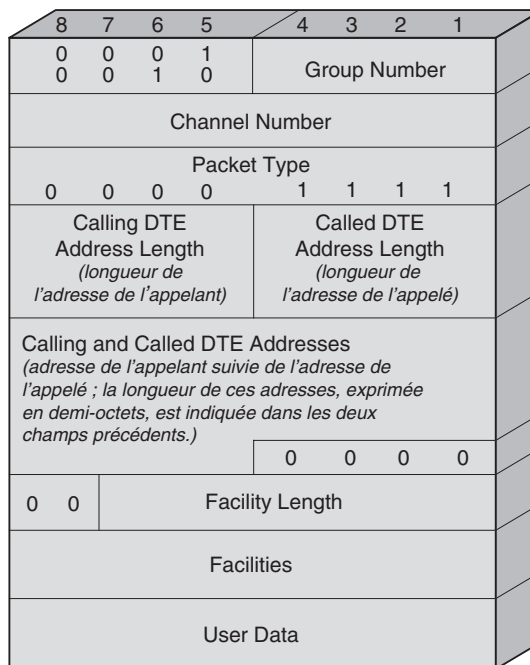 8 7 6 5 4 3 2 1
0 0 0 1
0 0 1 0
Group Number
Channel Number
Packet Type
0 0 0 0 1 1 1 1
Calling DTE
Address Length
(longueur de
l'adresse de l'appelant)
Called DTE
Address Length
(longueur de
l'adresse de l'appelé)
Calling and Called DTE Addresses
(adresse de l'appelant suivie de l'adresse de
l'appelé ; la longueur de ces adresses, exprimée
en demi-octets, est indiquée dans les deux
champs précédents.)
0 0 0 0
0 0 Facility Length
Facilities
User Data